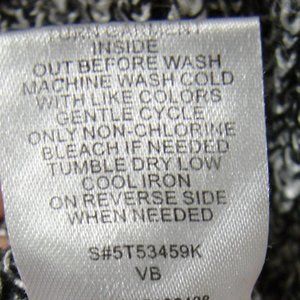 INSIDE
OUT BEFORE WASH
MACHINE WASH COLD
WITH LIKE COLORS
GENTLE CYCLE
ONLY NON-CHLORINE
BLEACH IF NEEDED
TUMBLE DRY LOW
COOL IRON
ON REVERSE SIDE
WHEN NEEDED
S#5T53459K
VB